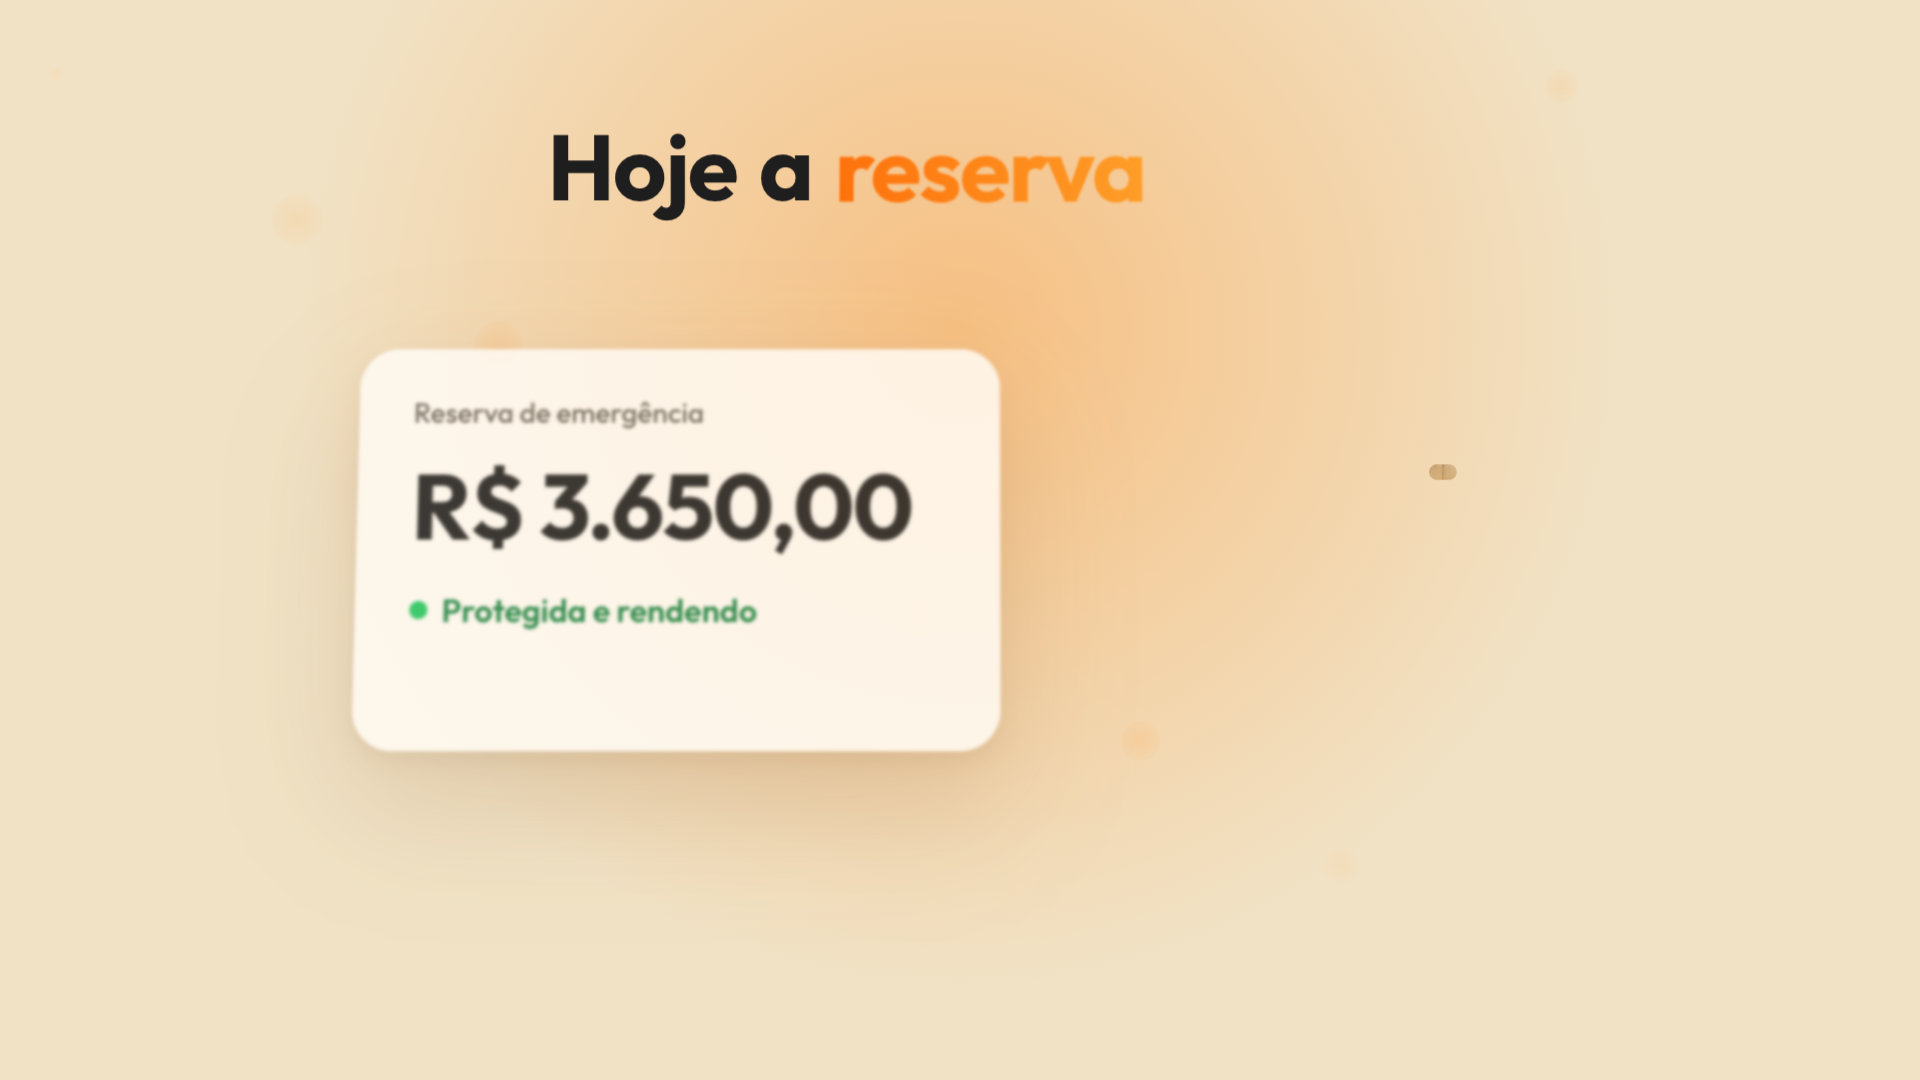 Hoje a reserva
Reserva de emergência
R$ 3.650,00
Protegida e rendendo